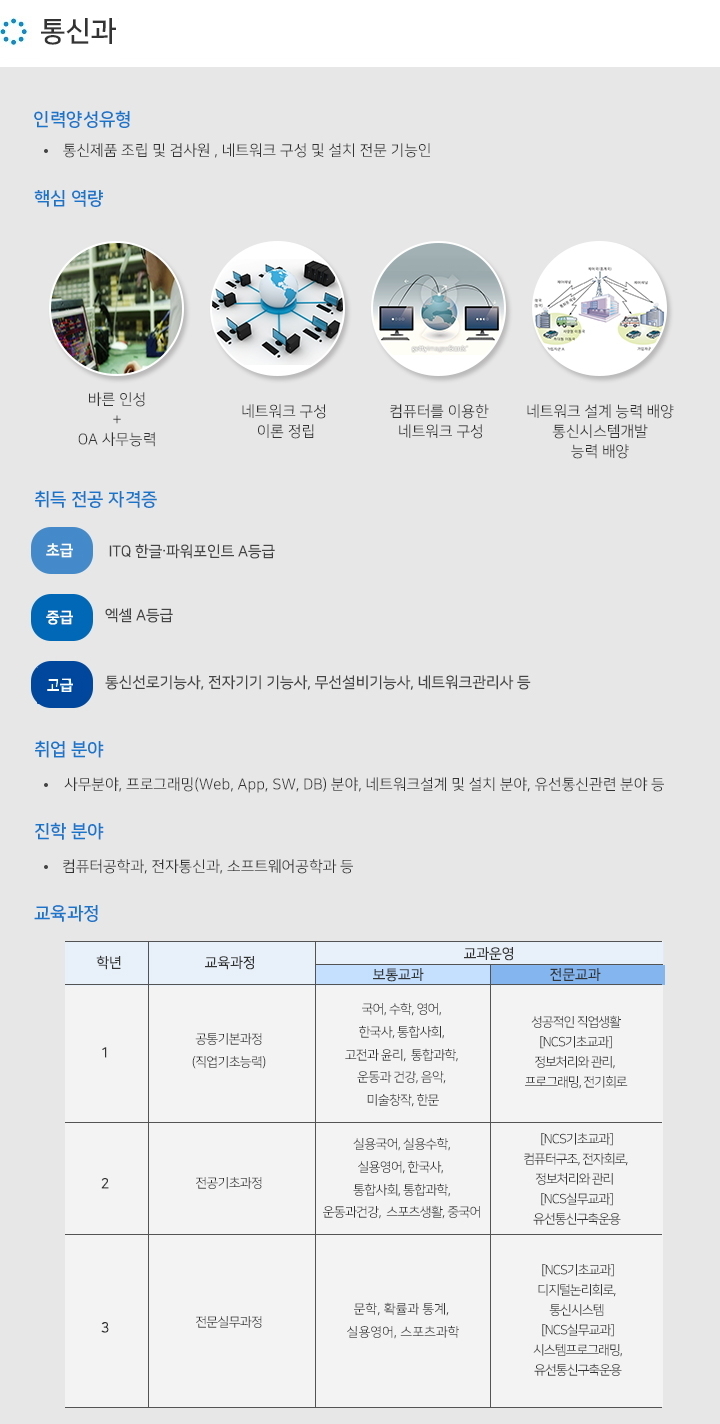 통신과
인력양성유형
• 통신제품 조립 및 검사원 , 네트워크 구성 및 설치 전문 기능인
핵심 역량
바른 인성
+
OA 사무능력
네트워크 구성
이론 정립
컴퓨터를 이용한
네트워크 구성
네트워크 설계 능력 배양
통신시스템개발
능력 배양
취득 전공 자격증
초급 ITQ 한글·파워포인트 A등급
중급 엑셀 A등급
고급 통신선로기능사, 전자기기 기능사, 무선설비기능사, 네트워크관리사 등
취업 분야
• 사무분야, 프로그래밍(Web, App, SW, DB) 분야, 네트워크설계 및 설치 분야, 유선통신관련 분야 등
진학 분야
• 컴퓨터공학과, 전자통신과, 소프트웨어공학과 등
교육과정
학년 교육과정 교과운영
보통교과 전문교과
1
공통기본과정
(직업기초능력)
국어, 수학, 영어,
한국사, 통합사회,
고전과 윤리, 통합과학,
운동과 건강, 음악,
미술창작, 한문
성공적인 직업생활
[NCS기초교과]
정보처리와 관리,
프로그래밍, 전기회로
2
전공기초과정
실용국어, 실용수학,
실용영어, 한국사,
통합사회, 통합과학,
운동과건강, 스포츠생활, 중국어
[NCS기초교과]
컴퓨터구조, 전자회로,
정보처리와 관리
[NCS실무교과]
유선통신구축운용
3
전문실무과정
문학, 확률과 통계,
실용영어, 스포츠과학
[NCS기초교과]
디지털논리회로,
통신시스템
[NCS실무교과]
시스템프로그래밍,
유선통신구축운용